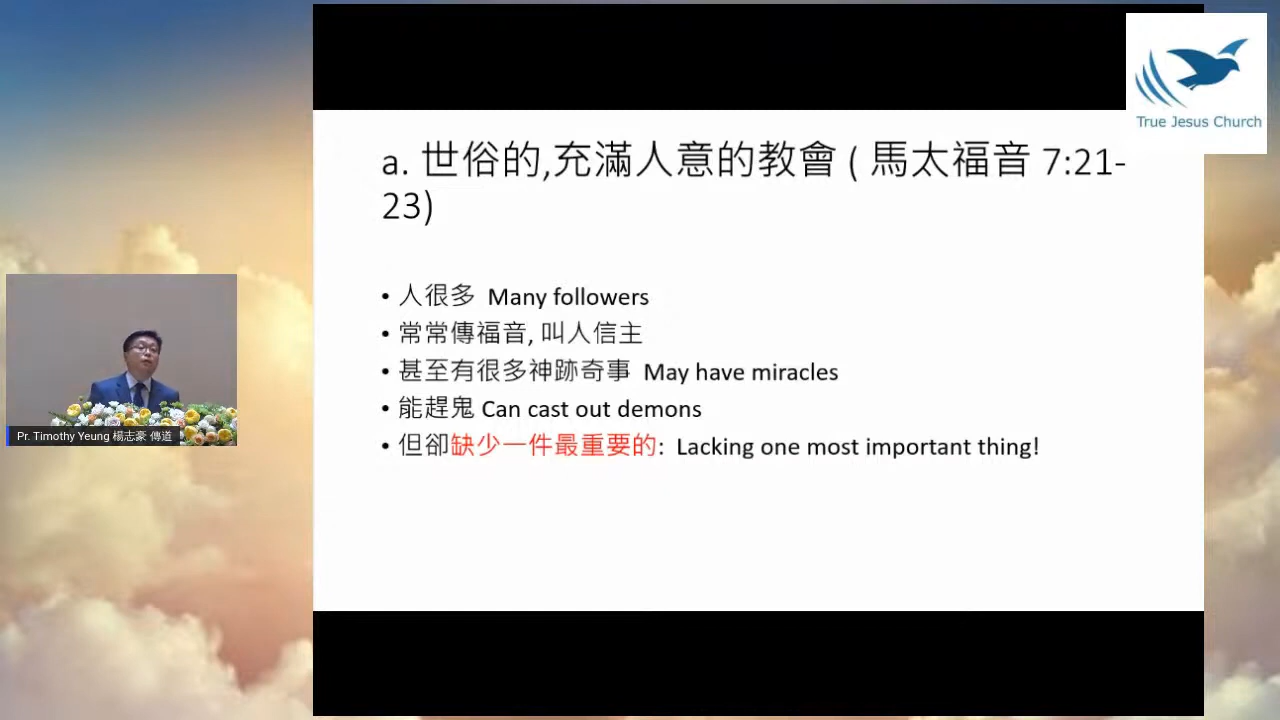 True Jesus Church
a. 世俗的,充滿人意的教會 ( 馬太福音 7:21-
23)
• 人很多 Many followers
• 常常傳福音, 叫人信主
• 甚至有很多神跡奇事 May have miracles
• 能趕鬼 Can cast out demons
• 但卻缺少一件最重要的: Lacking one most important thing!
Pr. Timothy Yeung 楊志豪 傳道